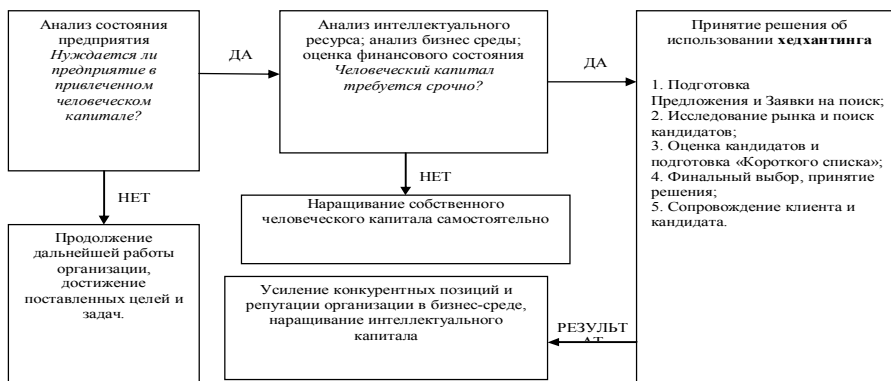 Анализ состояния
предприятия
Нуждается ли
предприятие в
привлеченном
человеческом
капитале?
ДА
Анализ интеллектуального
ресурса; анализ бизнес среды;
оценка финансового состояния
Человеческий капитал
требуется срочно?
ДА
Принятие решения об
использовании хедхантинга
1. Подготовка
Предложения и Заявки на поиск;
2. Исследование рынка и поиск
кандидатов;
3. Оценка кандидатов и
подготовка «Короткого списка»;
4. Финальный выбор, принятие
решения;
5. Сопровождение клиента и
кандидата.
НЕТ
НЕТ
Наращивание собственного
человеческого капитала самостоятельно
Продолжение
дальнейшей работы
организации,
достижение
поставленных целей и
задач.
Усиление конкурентных позиций и
репутации организации в бизнес-среде,
наращивание интеллектуального
капитала
РЕЗУЛЬТ
АТ